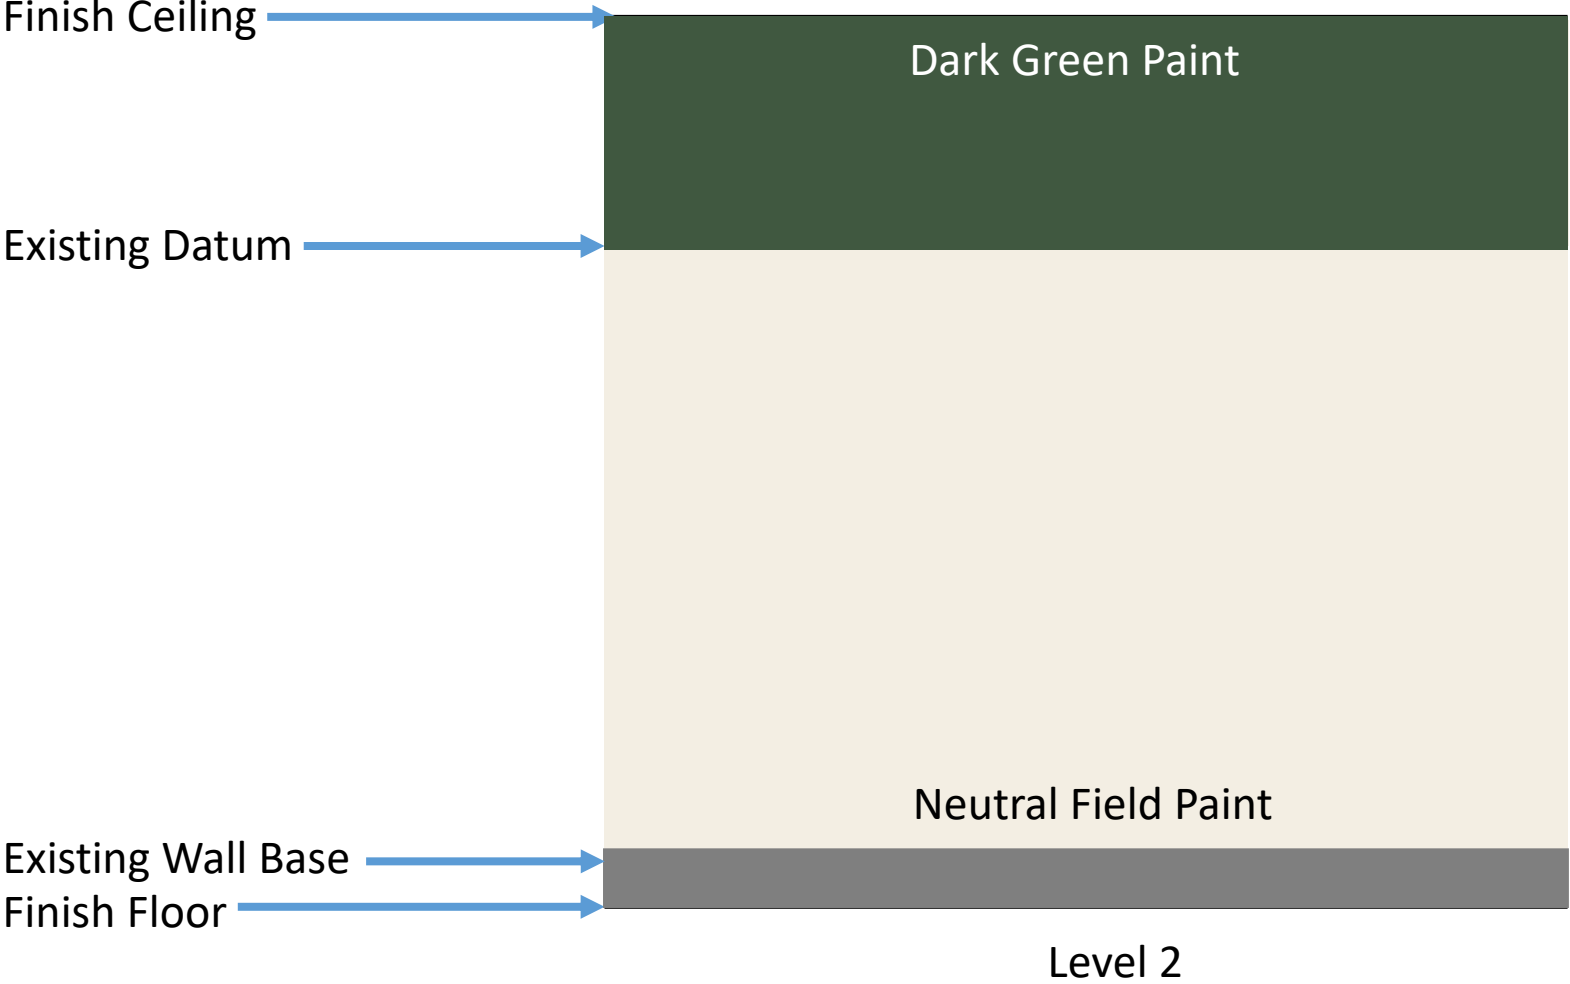 Finish Ceiling
Dark Green Paint
Existing Datum
Neutral Field Paint
Existing Wall Base
Finish Floor
Level 2